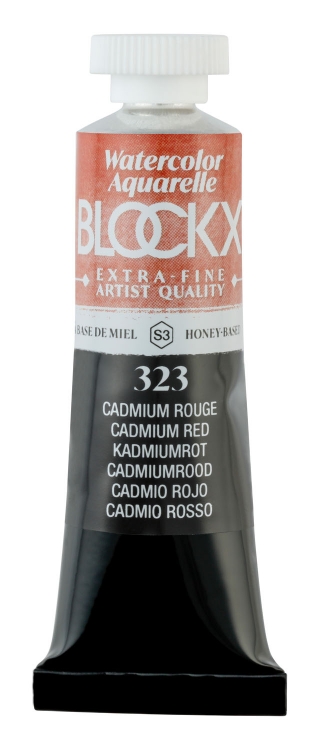 Watercolor
Aquarelle
BLOCKX
EXTRA-FINE
ARTIST QUALITY
BASE DE MIEL S3 HONEY-BASE
323
CADMIUM ROUGE
CADMIUM RED
KADMIUMROT
CADMIUMROOD
CADMIO ROJO
CADMIO ROSSO